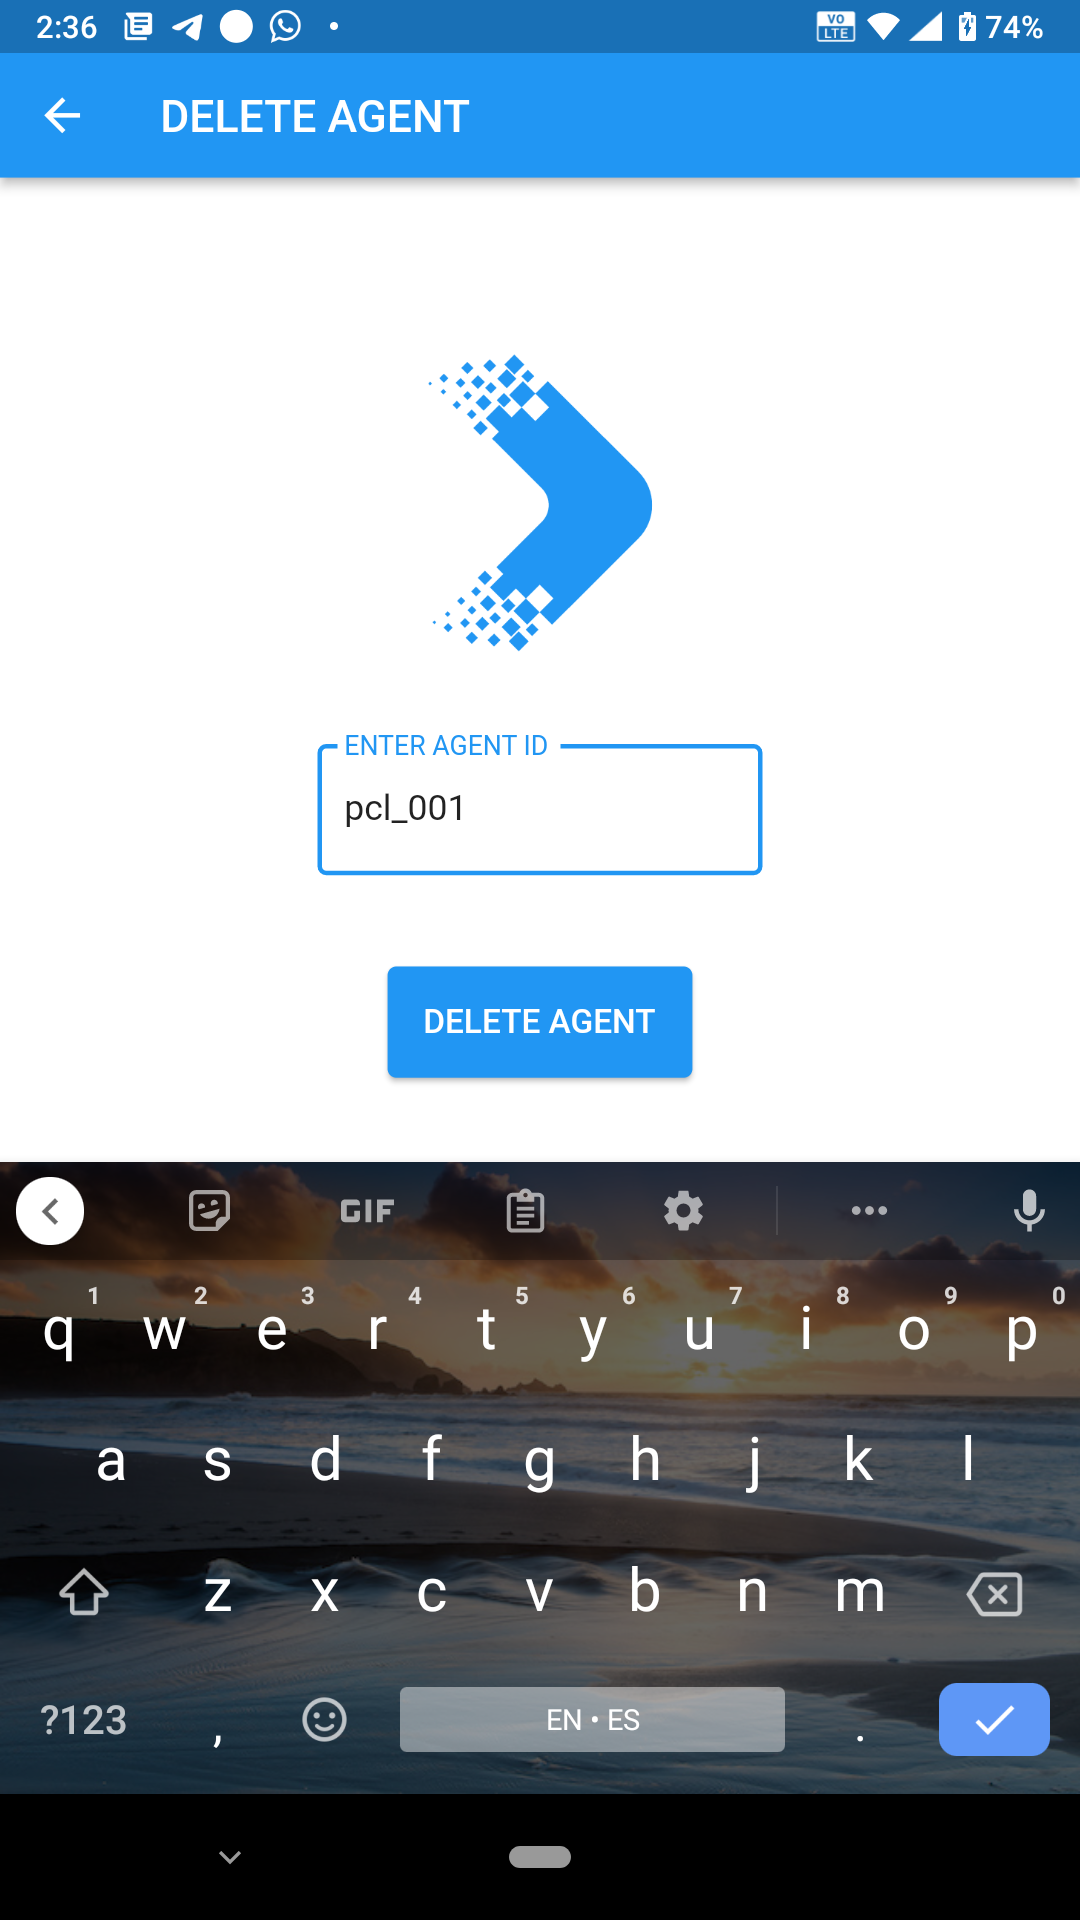 2:36 VO LTE 74%
DELETE AGENT
ENTER AGENT ID
pcl_001
DELETE AGENT
GIF
1 2 3 4 5 6 7 8 9 0
q w e r t y u i o p
a s d f g h j k l
z x c v b n m
?123 , EN • ES .